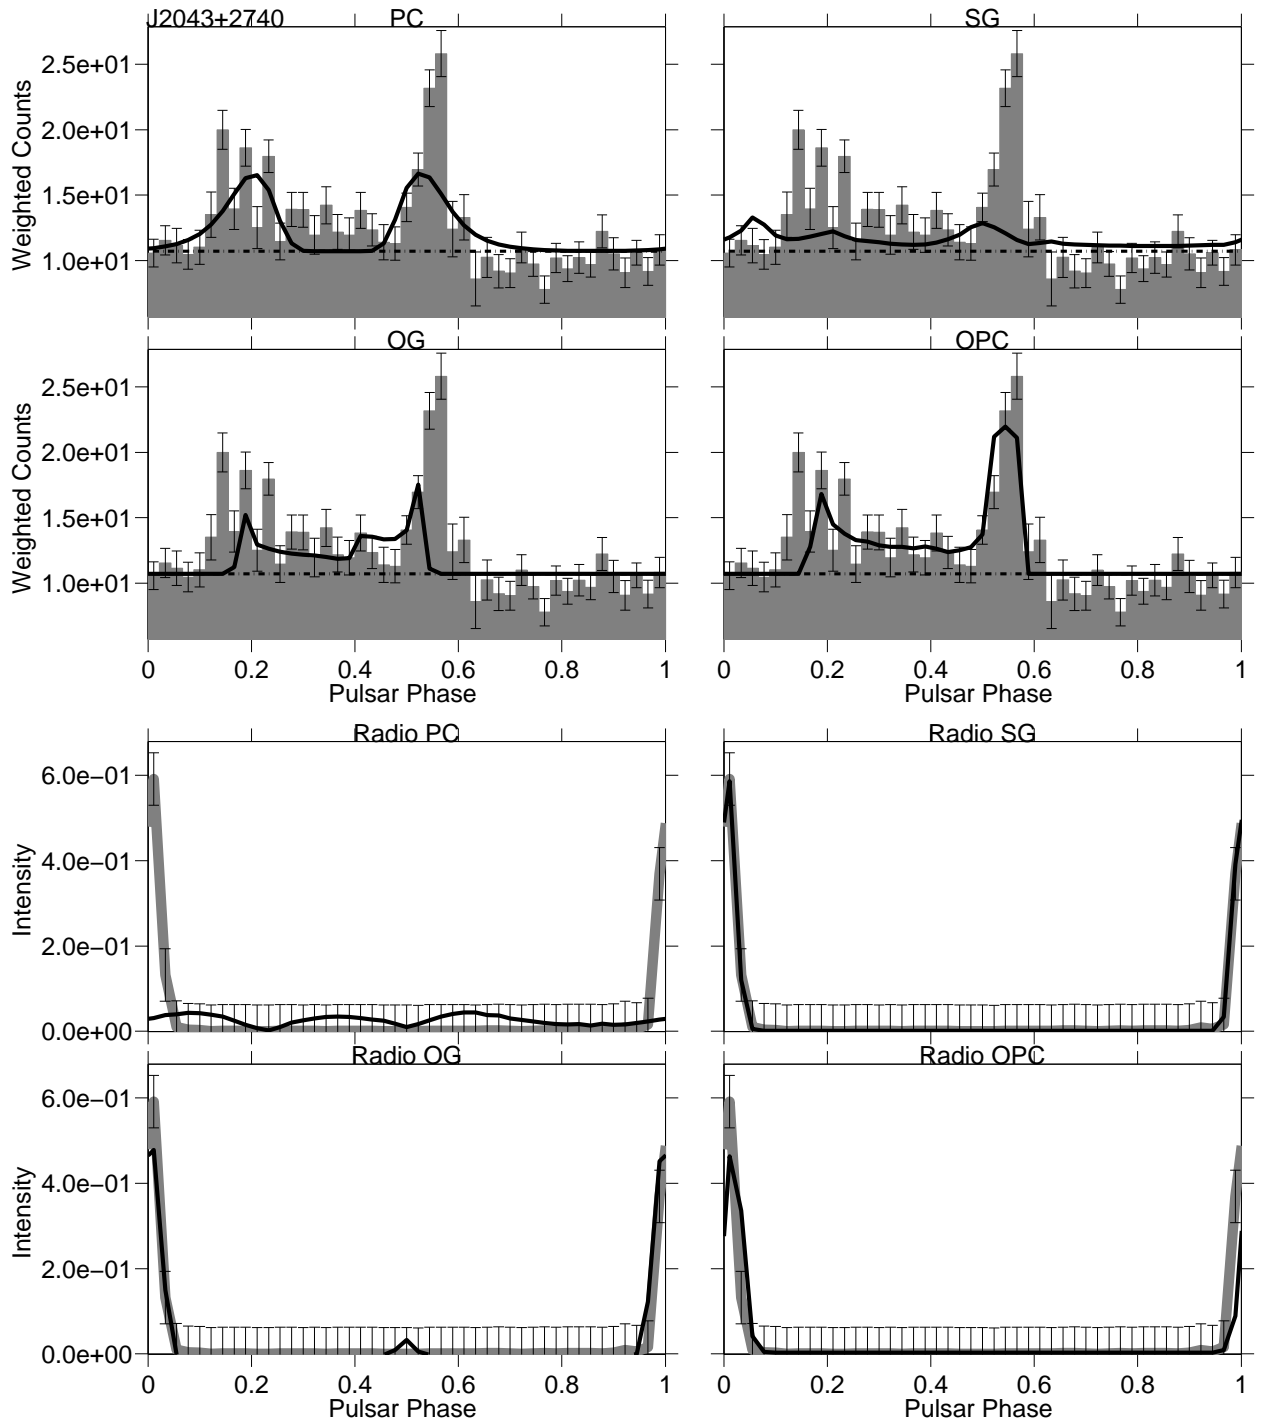 J2043+2740
PC
SG
2.5e+01
2.0e+01
1.5e+01
1.0e+01
Weighted Counts
OG
OPC
2.5e+01
2.0e+01
1.5e+01
1.0e+01
Weighted Counts
0 0.2 0.4 0.6 0.8 1
0 0.2 0.4 0.6 0.8 1
Pulsar Phase
Pulsar Phase
Radio PC
Radio SG
6.0e−01
4.0e−01
2.0e−01
0.0e+00
Intensity
Radio OG
Radio OPC
6.0e−01
4.0e−01
2.0e−01
0.0e+00
Intensity
0 0.2 0.4 0.6 0.8 1
0 0.2 0.4 0.6 0.8 1
Pulsar Phase
Pulsar Phase